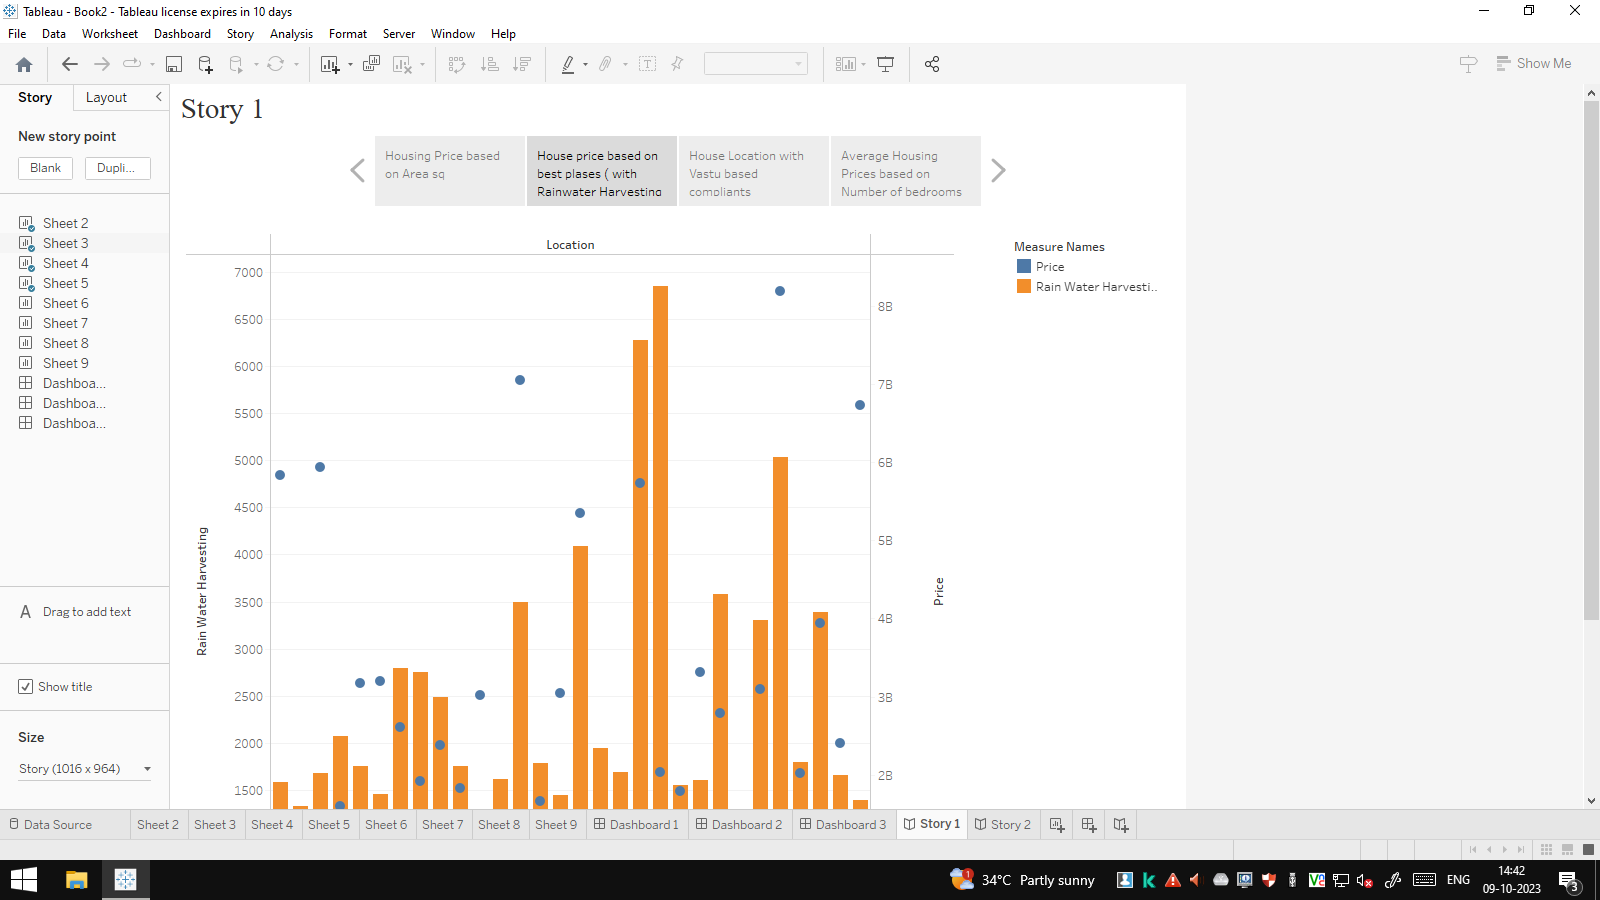 Tableau - Book2 - Tableau license expires in 10 days
File Data Worksheet Dashboard Story Analysis Format Server Window Help
Show Me
Story Layout
New story point
Blank Dupli...
Sheet 2
Sheet 3
Sheet 4
Sheet 5
Sheet 6
Sheet 7
Sheet 8
Sheet 9
Dashboa...
Dashboa...
Dashboa...
A Drag to add text
Show title
Size
Story (1016 x 964)
Story 1
Housing Price based
on Area sq
House price based on
best plases ( with
Rainwater Harvesting
House Location with
Vastu based
compliants
Average Housing
Prices based on
Number of bedrooms
Location
7000
6500
6000
5500
5000
4500
4000
3500
3000
2500
2000
1500
Rain Water Harvesting
8B
7B
6B
5B
4B
3B
2B
Price
Measure Names
Price
Rain Water Harvesti..
Data Source Sheet 2 Sheet 3 Sheet 4 Sheet 5 Sheet 6 Sheet 7 Sheet 8 Sheet 9 Dashboard 1 Dashboard 2 Dashboard 3 Story 1 Story 2
1 34°C Partly sunny ENG 14:42
09-10-2023
3